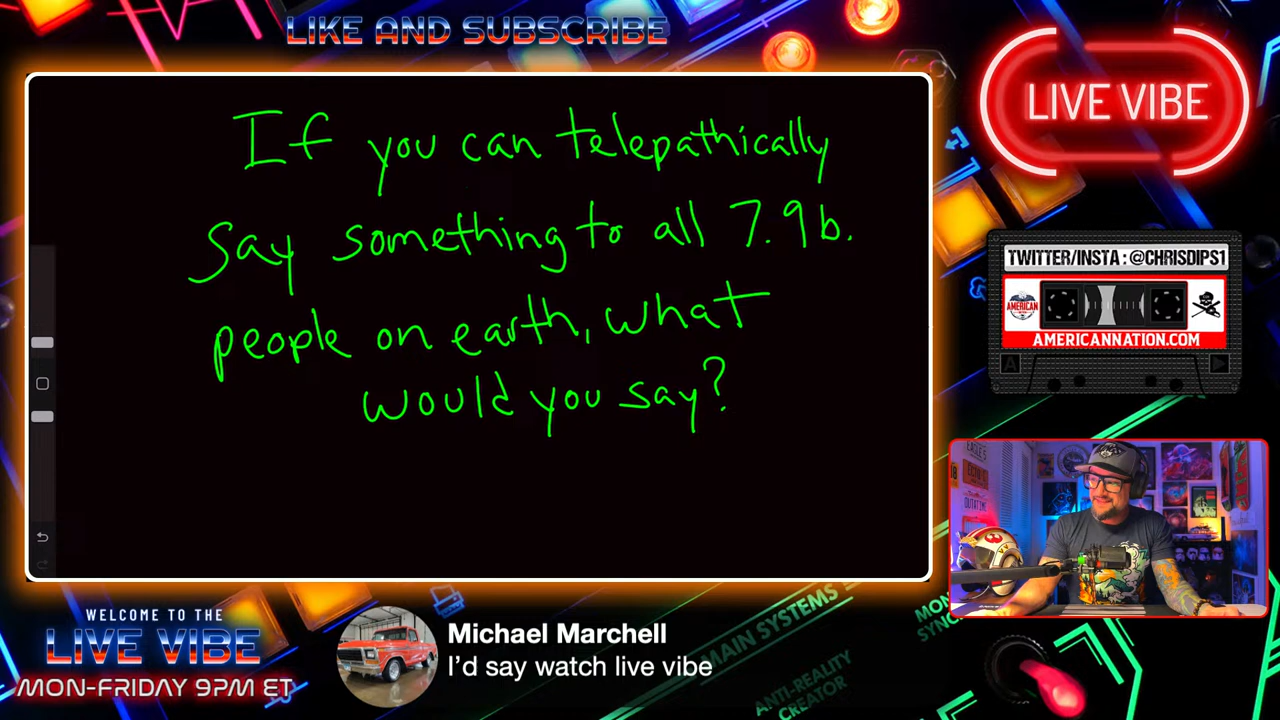 LIKE AND SUBSCRIBE
LIVE VIBE
If you can telepathically
say something to all 7.9b.
people on earth, what
would you say?
TWITTER/INSTA : @CHRISDIPS1
AMERICAN
AMERICANNATION.COM
A
WELCOME TO THE
LIVE VIBE
MON-FRIDAY 9PM ET
Michael Marchell
I'd say watch live vibe
MAIN SYSTEMS
ANTI-REALITY
CREATOR
OUTATIME